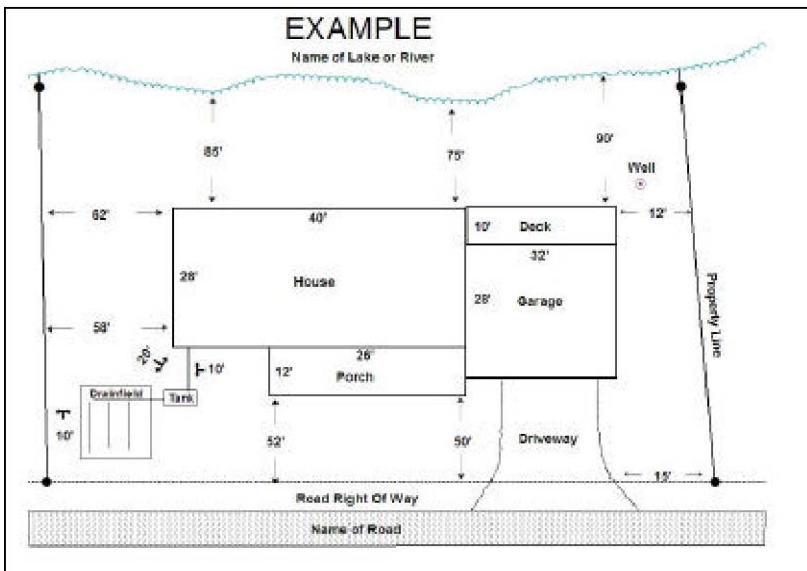 EXAMPLE
Name of Lake or River
85'
75'
90'
Well
62'
40'
10' Deck
12'
32'
28'
House
28' Garage
Property Line
58'
26'
20'
10'
12'
Porch
Drainfield
Tank
10'
52'
50'
Driveway
15'
Road Right Of Way
Name of Road